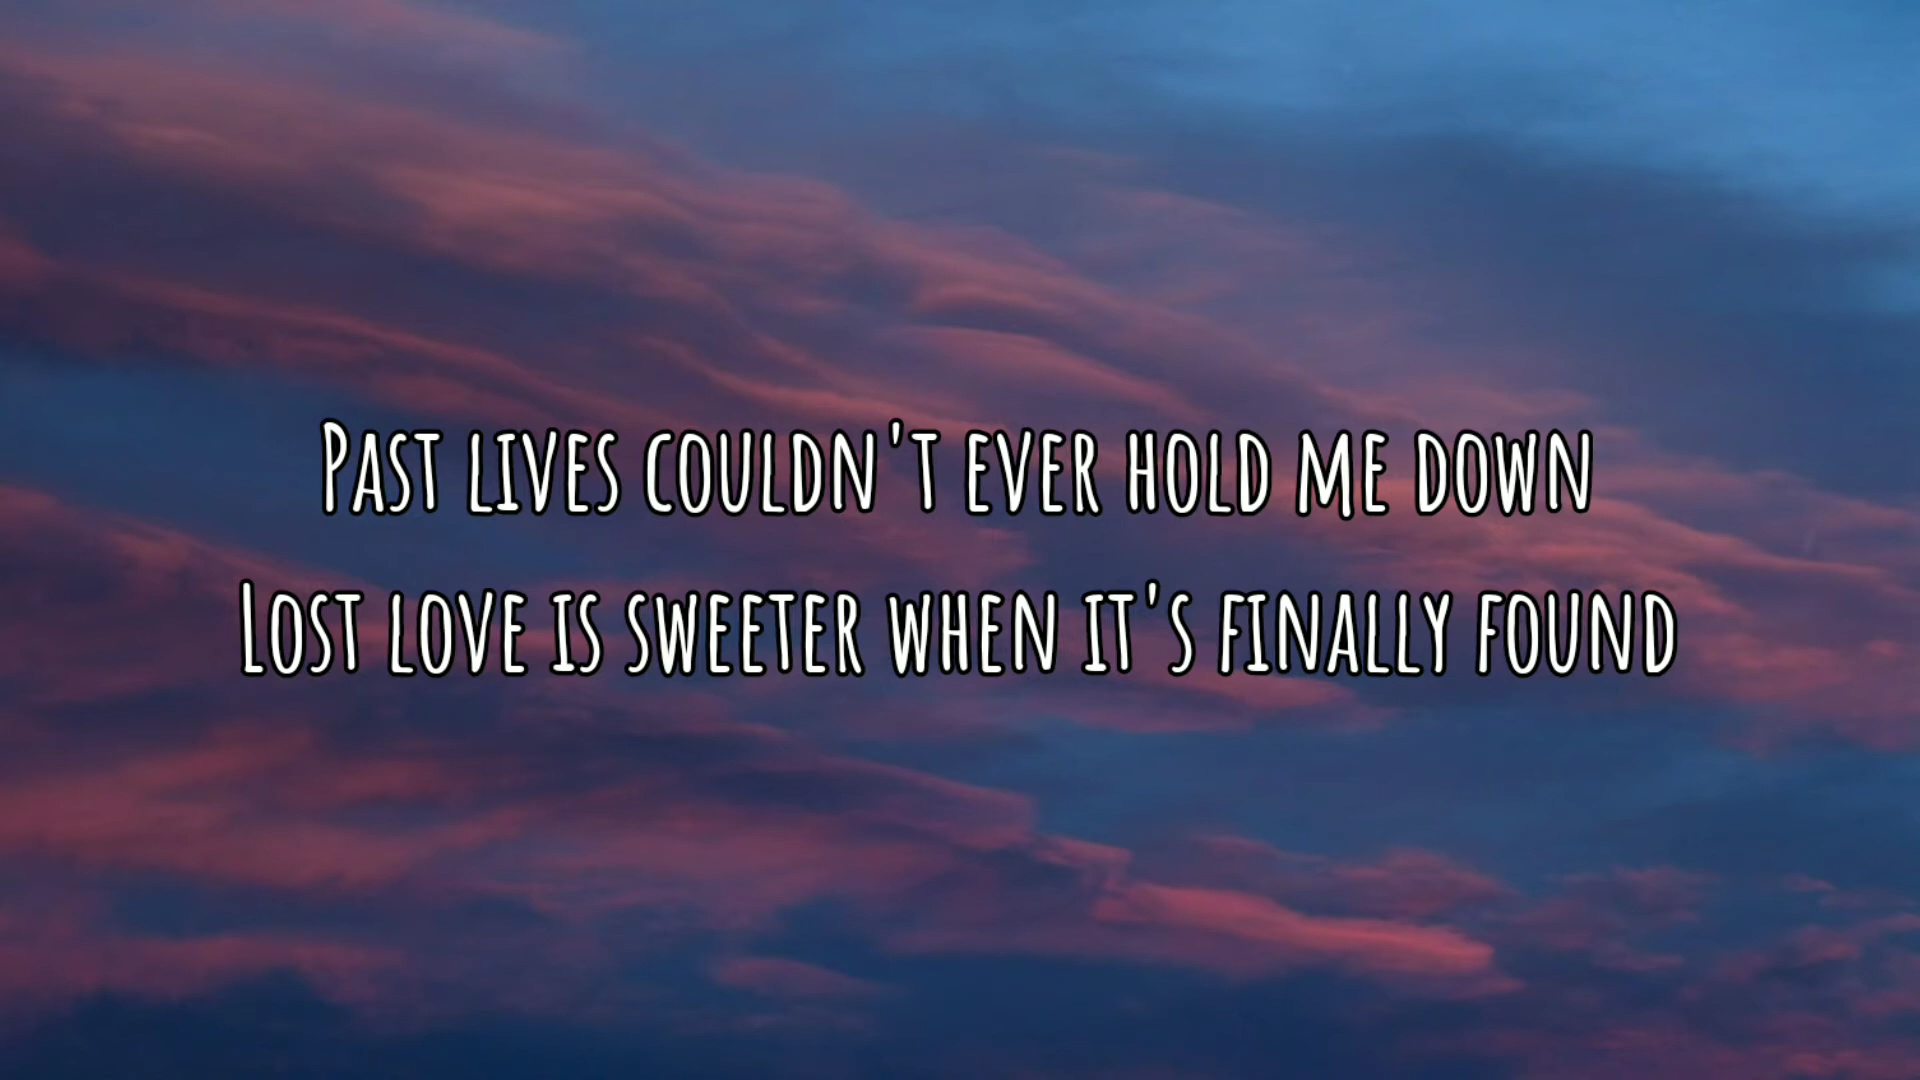 Past lives couldn't ever hold me down
Lost love is sweeter when it's finally found